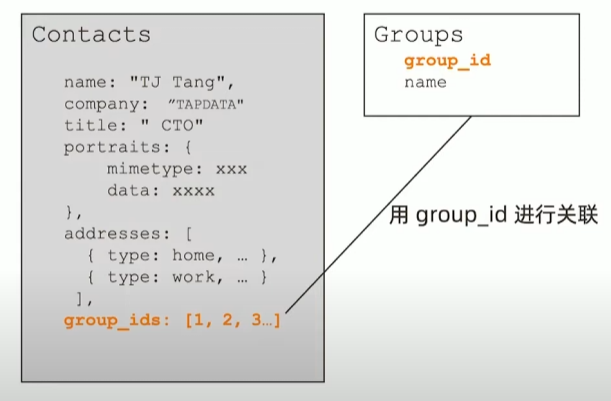 Contacts
name: "TJ Tang",
company: "TAPDATA"
title: " CTO"
portraits: {
mimetype: xxx
data: xxxx
},
addresses: [
{ type: home, … },
{ type: work, … }
],
group_ids: [1, 2, 3…]
Groups
group_id
name
用 group_id 进行关联